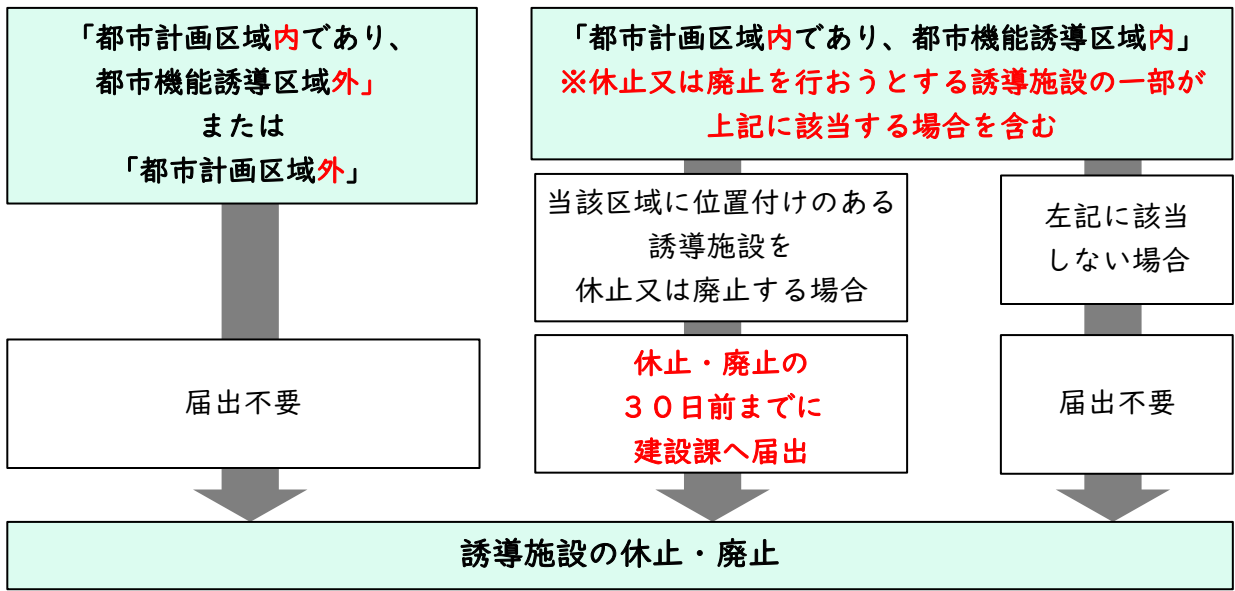 「都市計画区域内であり、
都市機能誘導区域外」
または
「都市計画区域外」
「都市計画区域内であり、都市機能誘導区域内」
※休止又は廃止を行おうとする誘導施設の一部が
上記に該当する場合を含む
当該区域に位置付けのある
誘導施設を
休止又は廃止する場合
左記に該当
しない場合
届出不要
休止・廃止の
３０日前までに
建設課へ届出
届出不要
誘導施設の休止・廃止